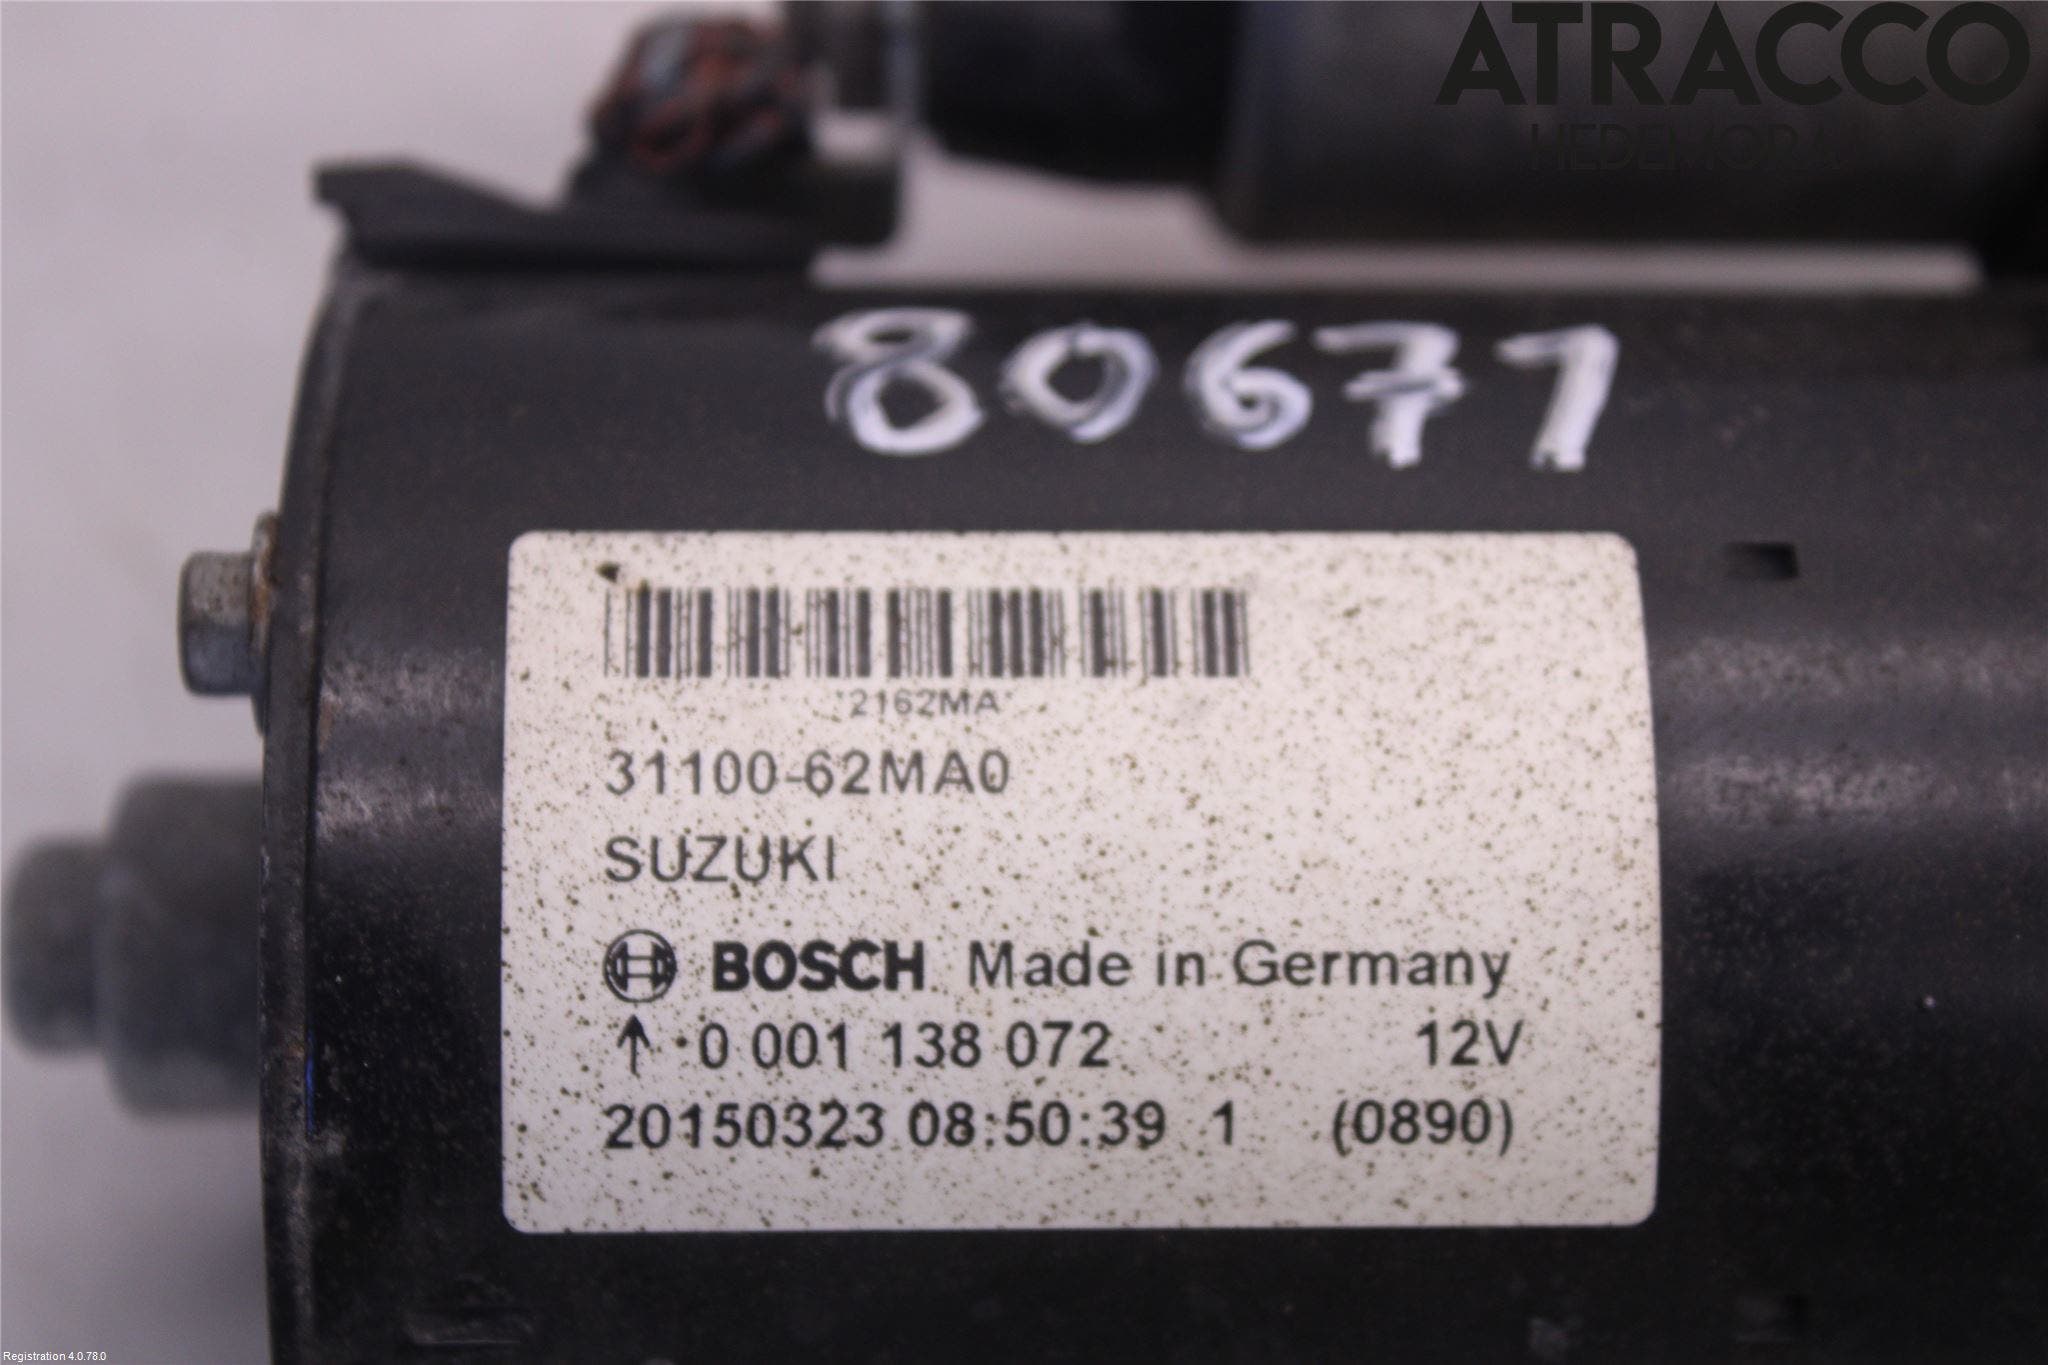 ATRACCO
HEDEMORA
80671
*2162MA*
31100-62MA0
SUZUKI
BOSCH Made in Germany
↑ 0 001 138 072 12V
20150323 08:50:39 1 (0890)
Registration 4.0.78.0